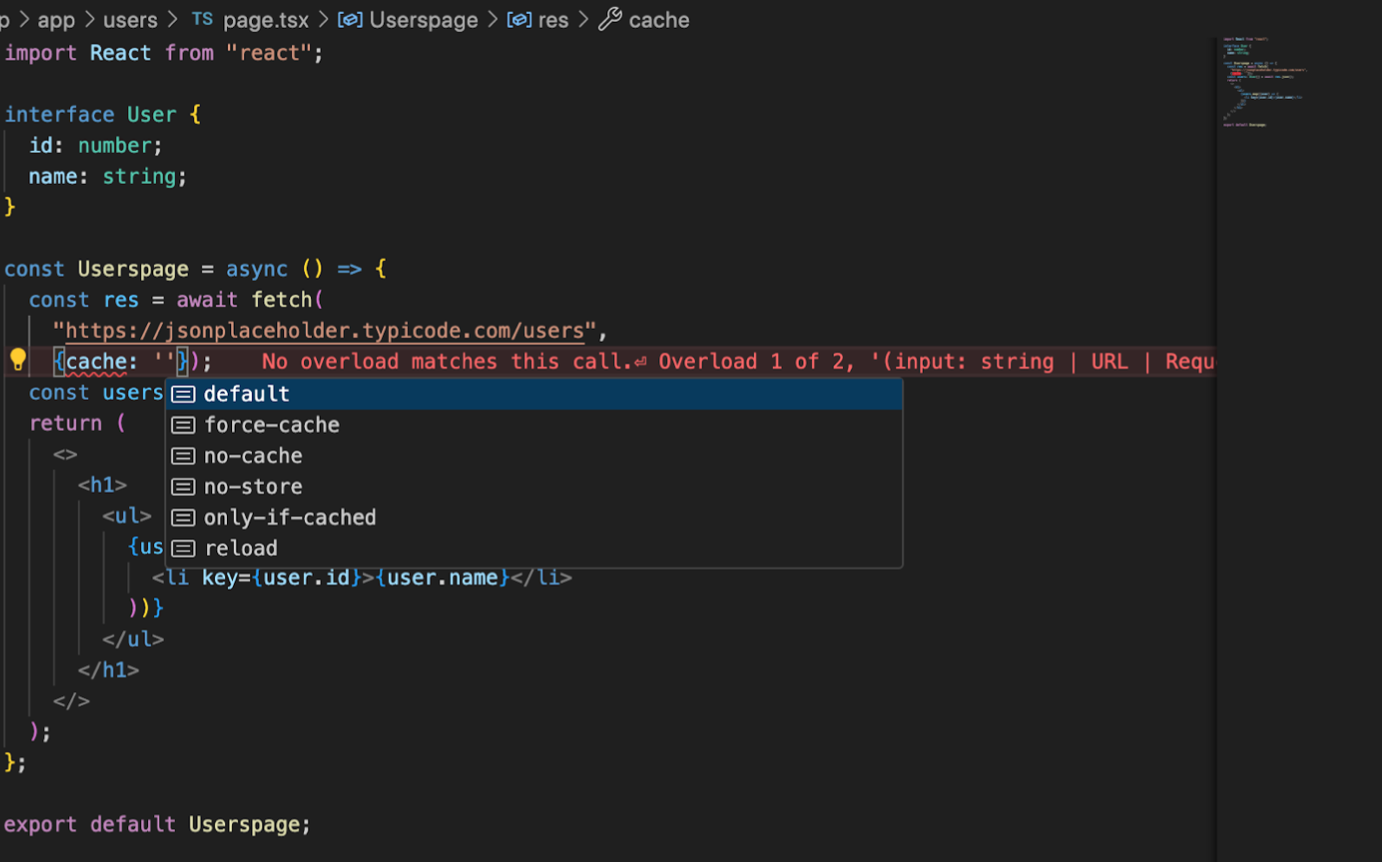 p > app > users > TS page.tsx > Userspage > res > cache
import React from "react";
interface User {
id: number;
name: string;
}
const Userspage = async () => {
const res = await fetch(
"https://jsonplaceholder.typicode.com/users",
{cache: ''}); No overload matches this call.⏎ Overload 1 of 2, '(input: string | URL | Requ
const users
default
return (
force-cache
<>
no-cache
<h1>
no-store
<ul>
only-if-cached
{us
reload
<li key={user.id}>{user.name}</li>
))}
</ul>
</h1>
</>
);
};
export default Userspage;